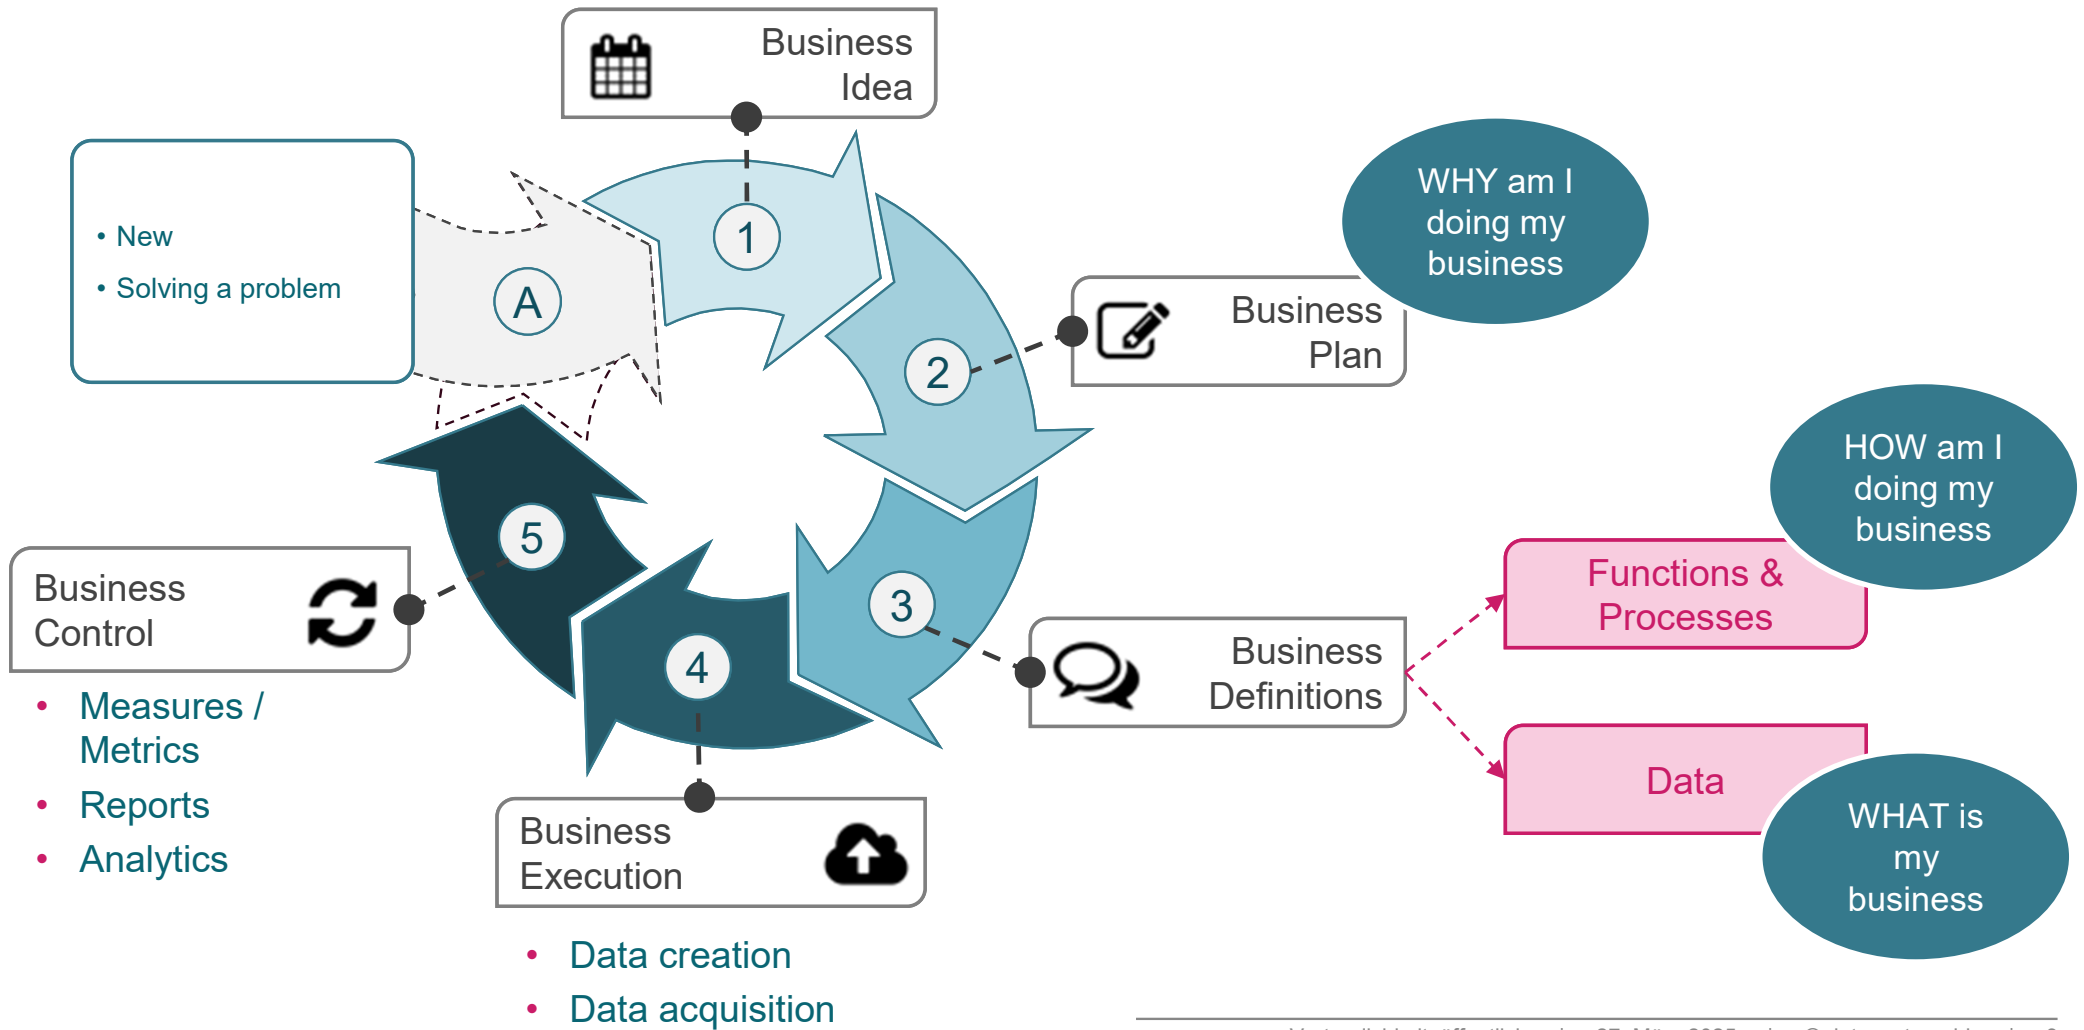 Business
Idea
• New
• Solving a problem
A
1
2
3
4
5
WHY am I
doing my
business
Business
Plan
HOW am I
doing my
business
Functions &
Processes
Business
Definitions
Data
WHAT is
my
business
Business
Control
• Measures /
Metrics
• Reports
• Analytics
Business
Execution
• Data creation
• Data acquisition